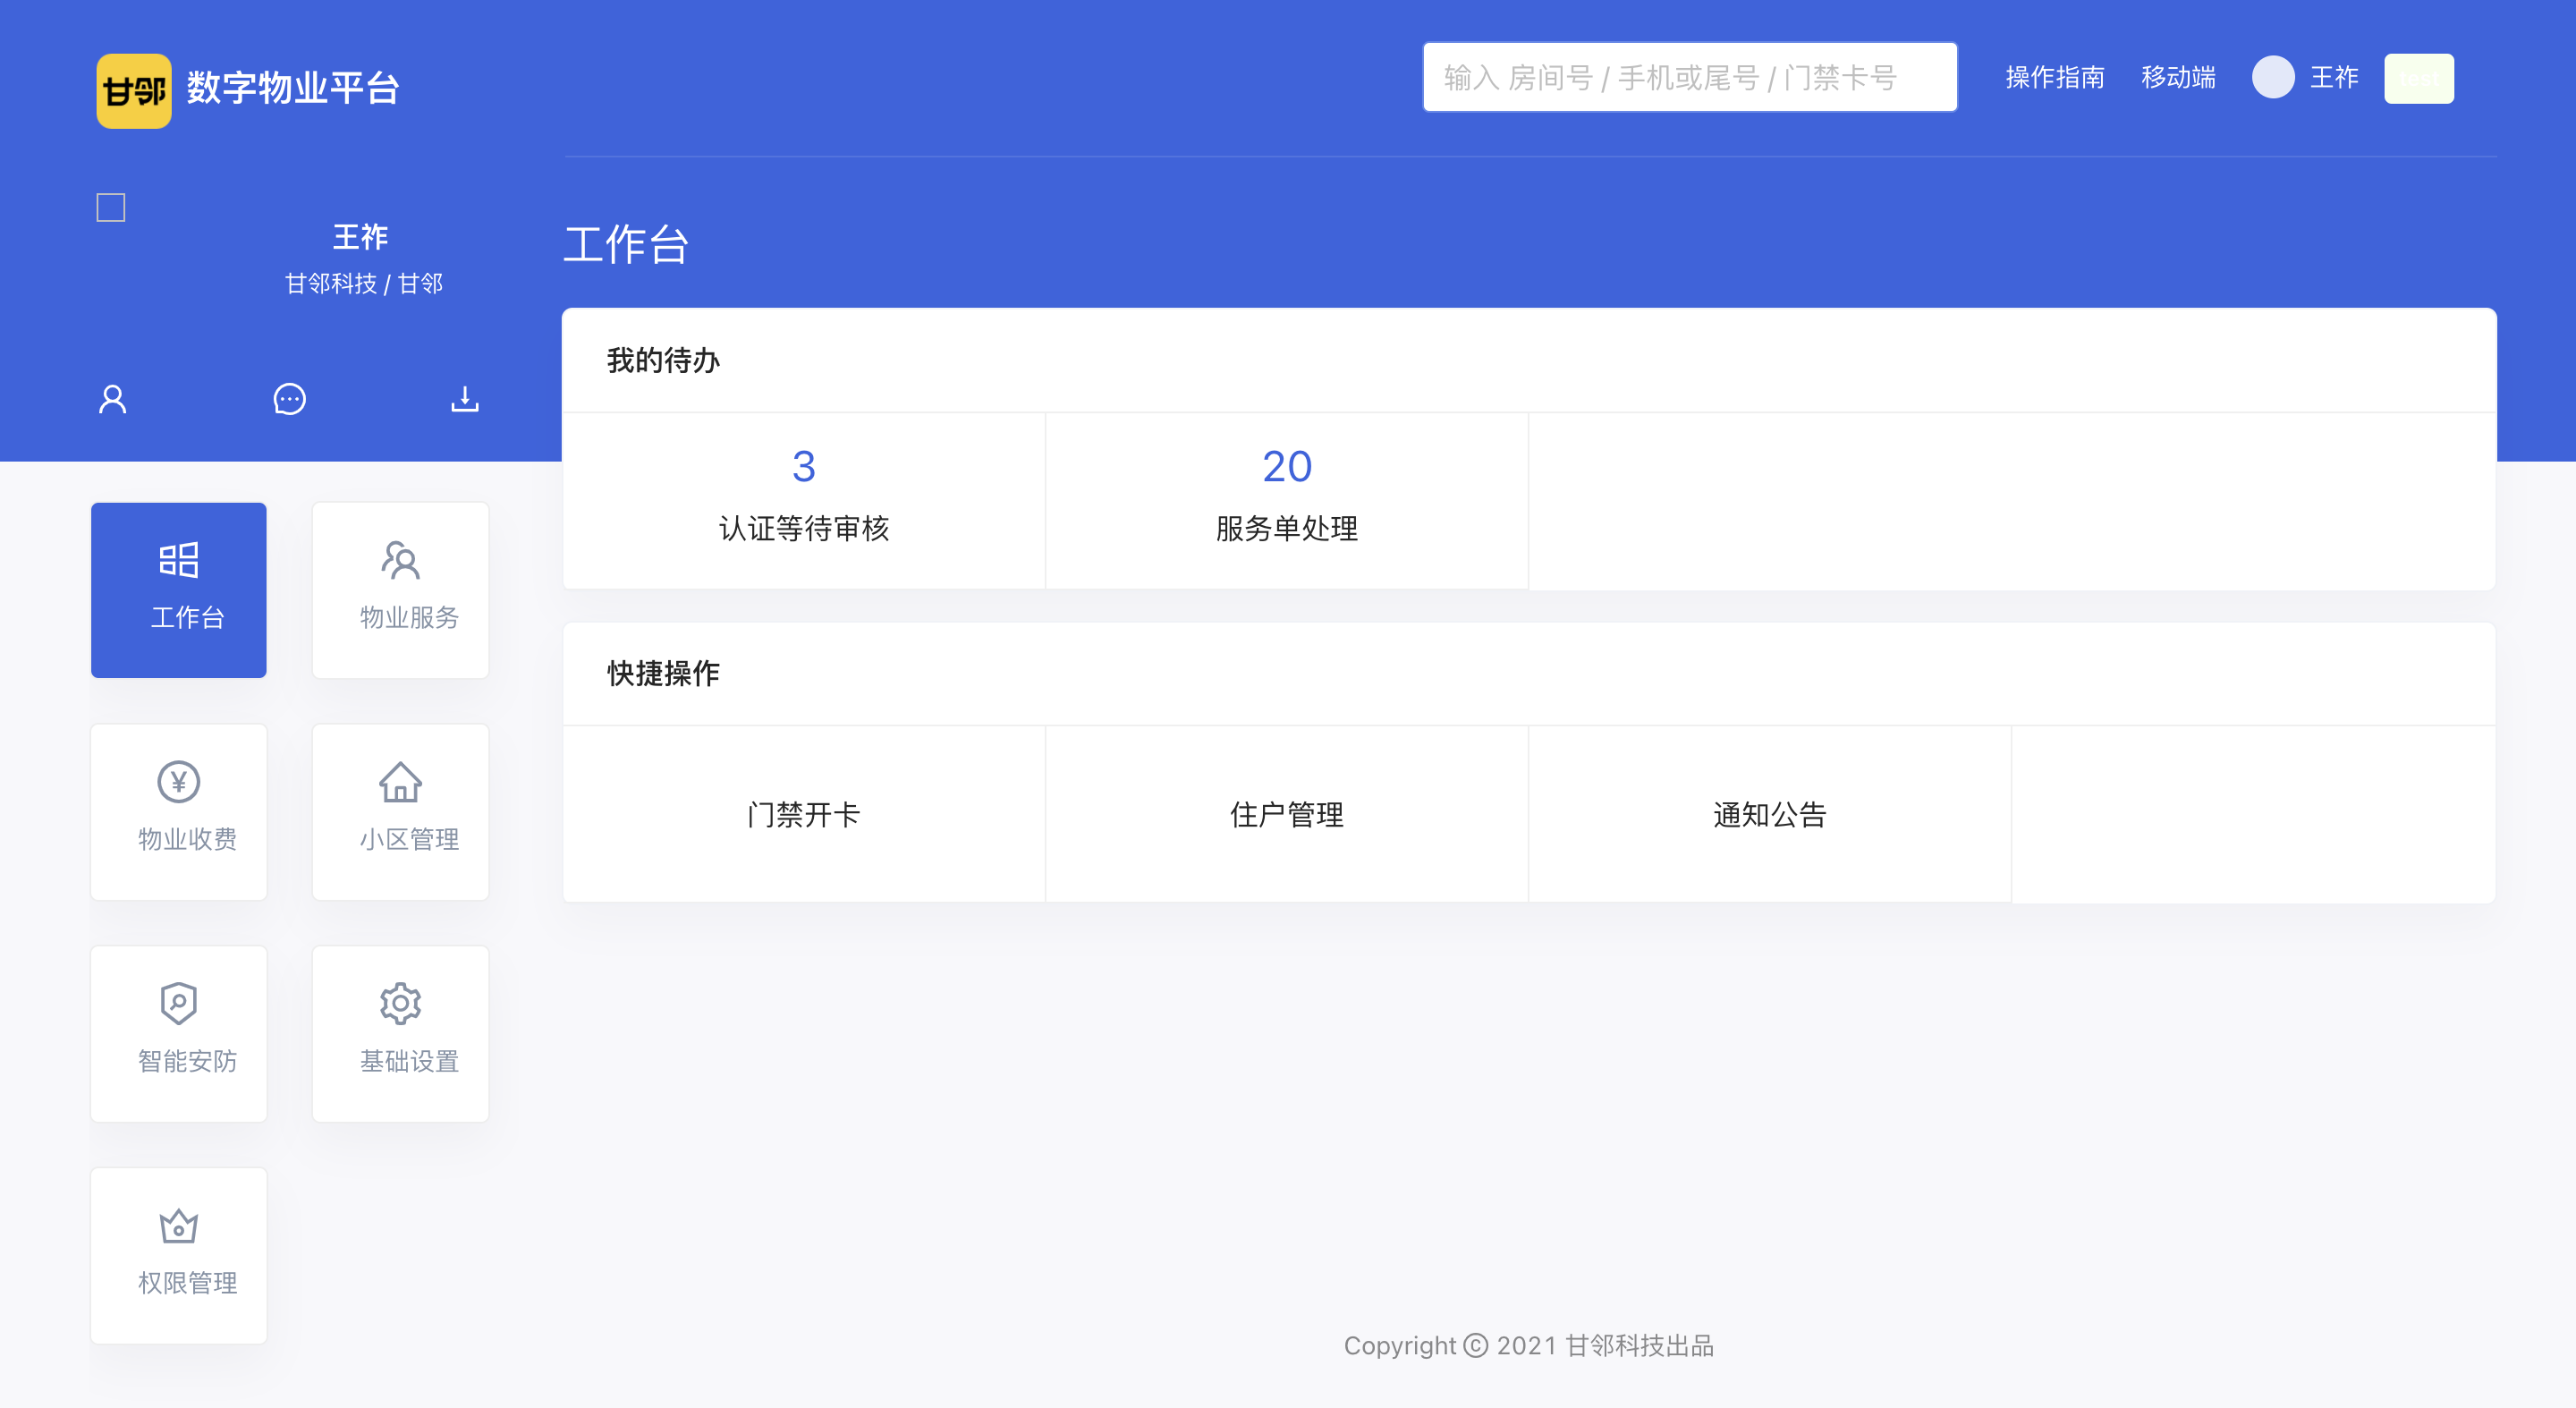 甘邻 数字物业平台
输入 房间号 / 手机或尾号 / 门禁卡号
操作指南 移动端 王祚
王祚
甘邻科技 / 甘邻
工作台
我的待办
3
认证等待审核
20
服务单处理
快捷操作
门禁开卡 住户管理 通知公告
工作台
物业服务
物业收费
小区管理
智能安防
基础设置
权限管理
Copyright © 2021 甘邻科技出品